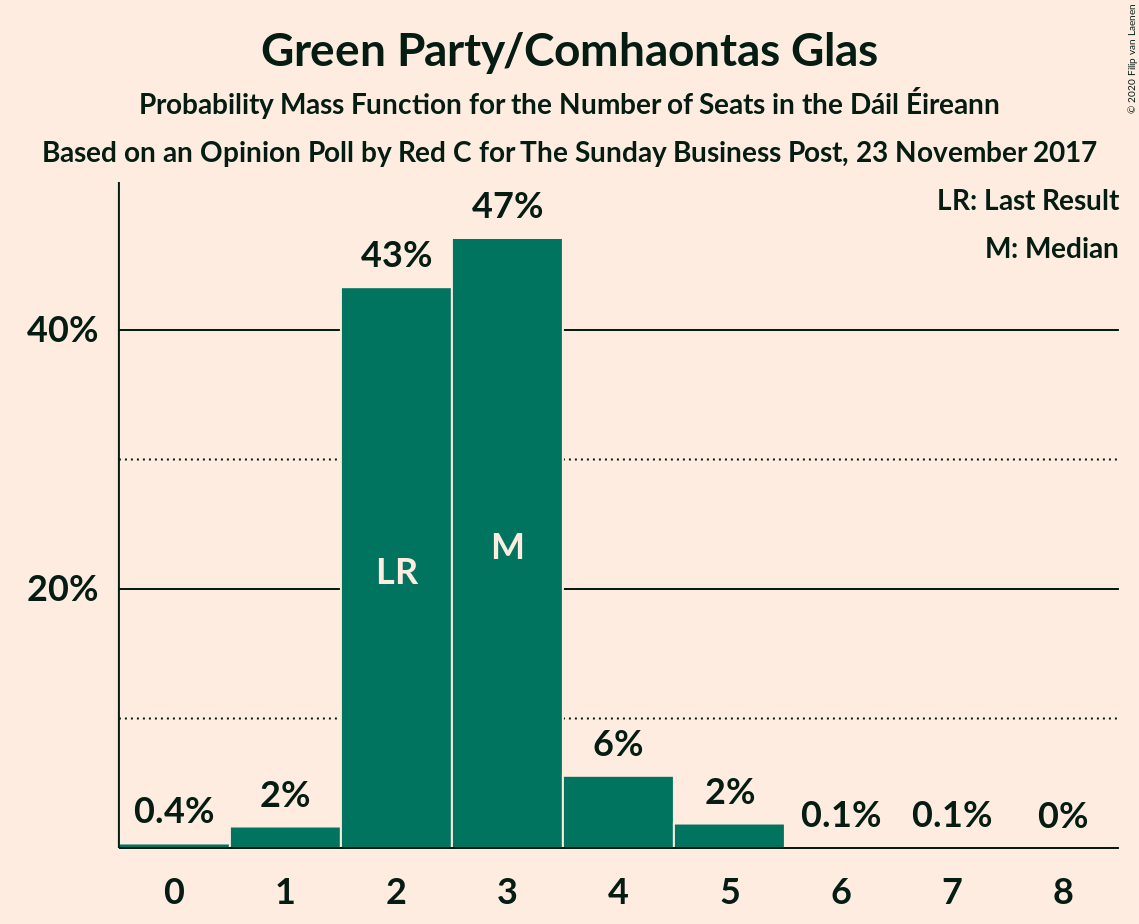 Green Party/Comhaontas Glas
Probability Mass Function for the Number of Seats in the Dáil Éireann
Based on an Opinion Poll by Red C for The Sunday Business Post, 23 November 2017
© 2020 Filip van Laenen
LR: Last Result
M: Median
47%
43%
40%
M
LR
20%
6%
2%
2%
0.4%
0.1%
0.1%
0%
0 1 2 3 4 5 6 7 8